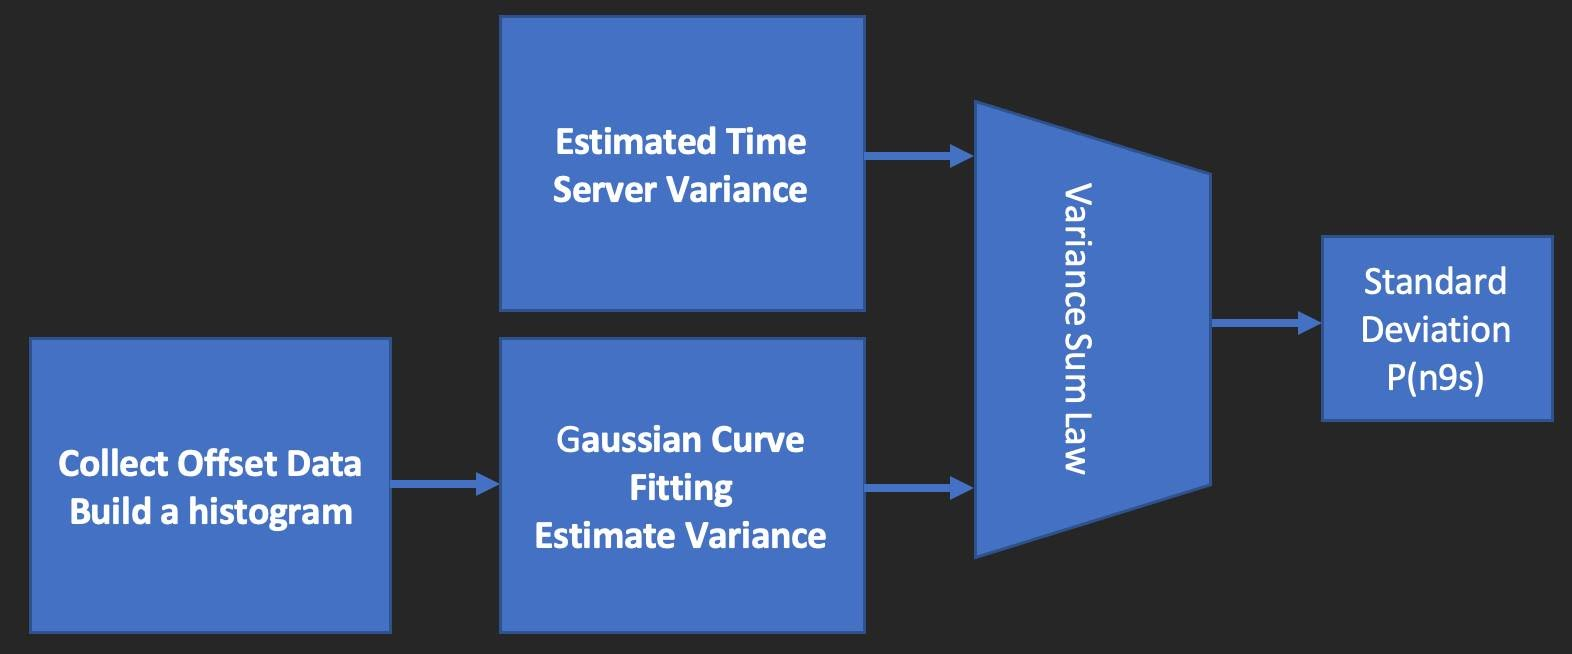 Estimated Time
Server Variance
Collect Offset Data
Build a histogram
Gaussian Curve
Fitting
Estimate Variance
Variance Sum Law
Standard
Deviation
P(n9s)